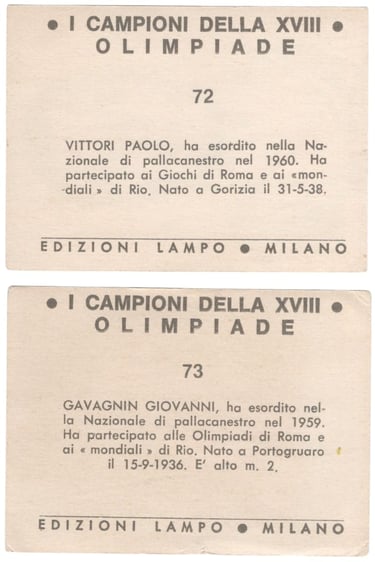 ● I CAMPIONI DELLA XVIII ●
OLIMPIADE
72
VITTORI PAOLO, ha esordito nella Na-
zionale di pallacanestro nel 1960. Ha
partecipato ai Giochi di Roma e ai «mon-
diali » di Rio. Nato a Gorizia il 31-5-38.
EDIZIONI LAMPO ● MILANO
● I CAMPIONI DELLA XVIII ●
OLIMPIADE
73
GAVAGNIN GIOVANNI, ha esordito nel-
la Nazionale di pallacanestro nel 1959.
Ha partecipato alle Olimpiadi di Roma e
ai « mondiali » di Rio. Nato a Portogruaro
il 15-9-1936. E' alto m. 2.
EDIZIONI LAMPO ● MILANO